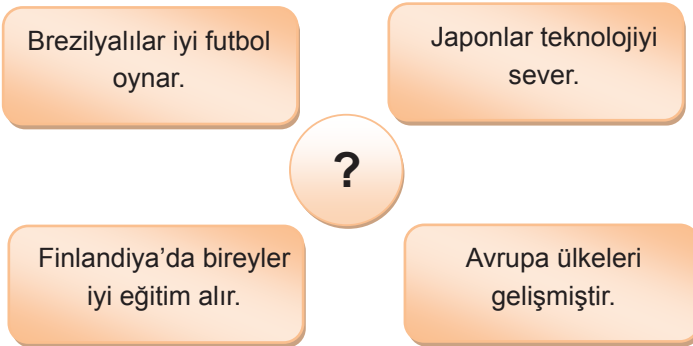 Brezilyalılar iyi futbol
oynar.
Japonlar teknolojiyi
sever.
?
Finlandiya’da bireyler
iyi eğitim alır.
Avrupa ülkeleri
gelişmiştir.